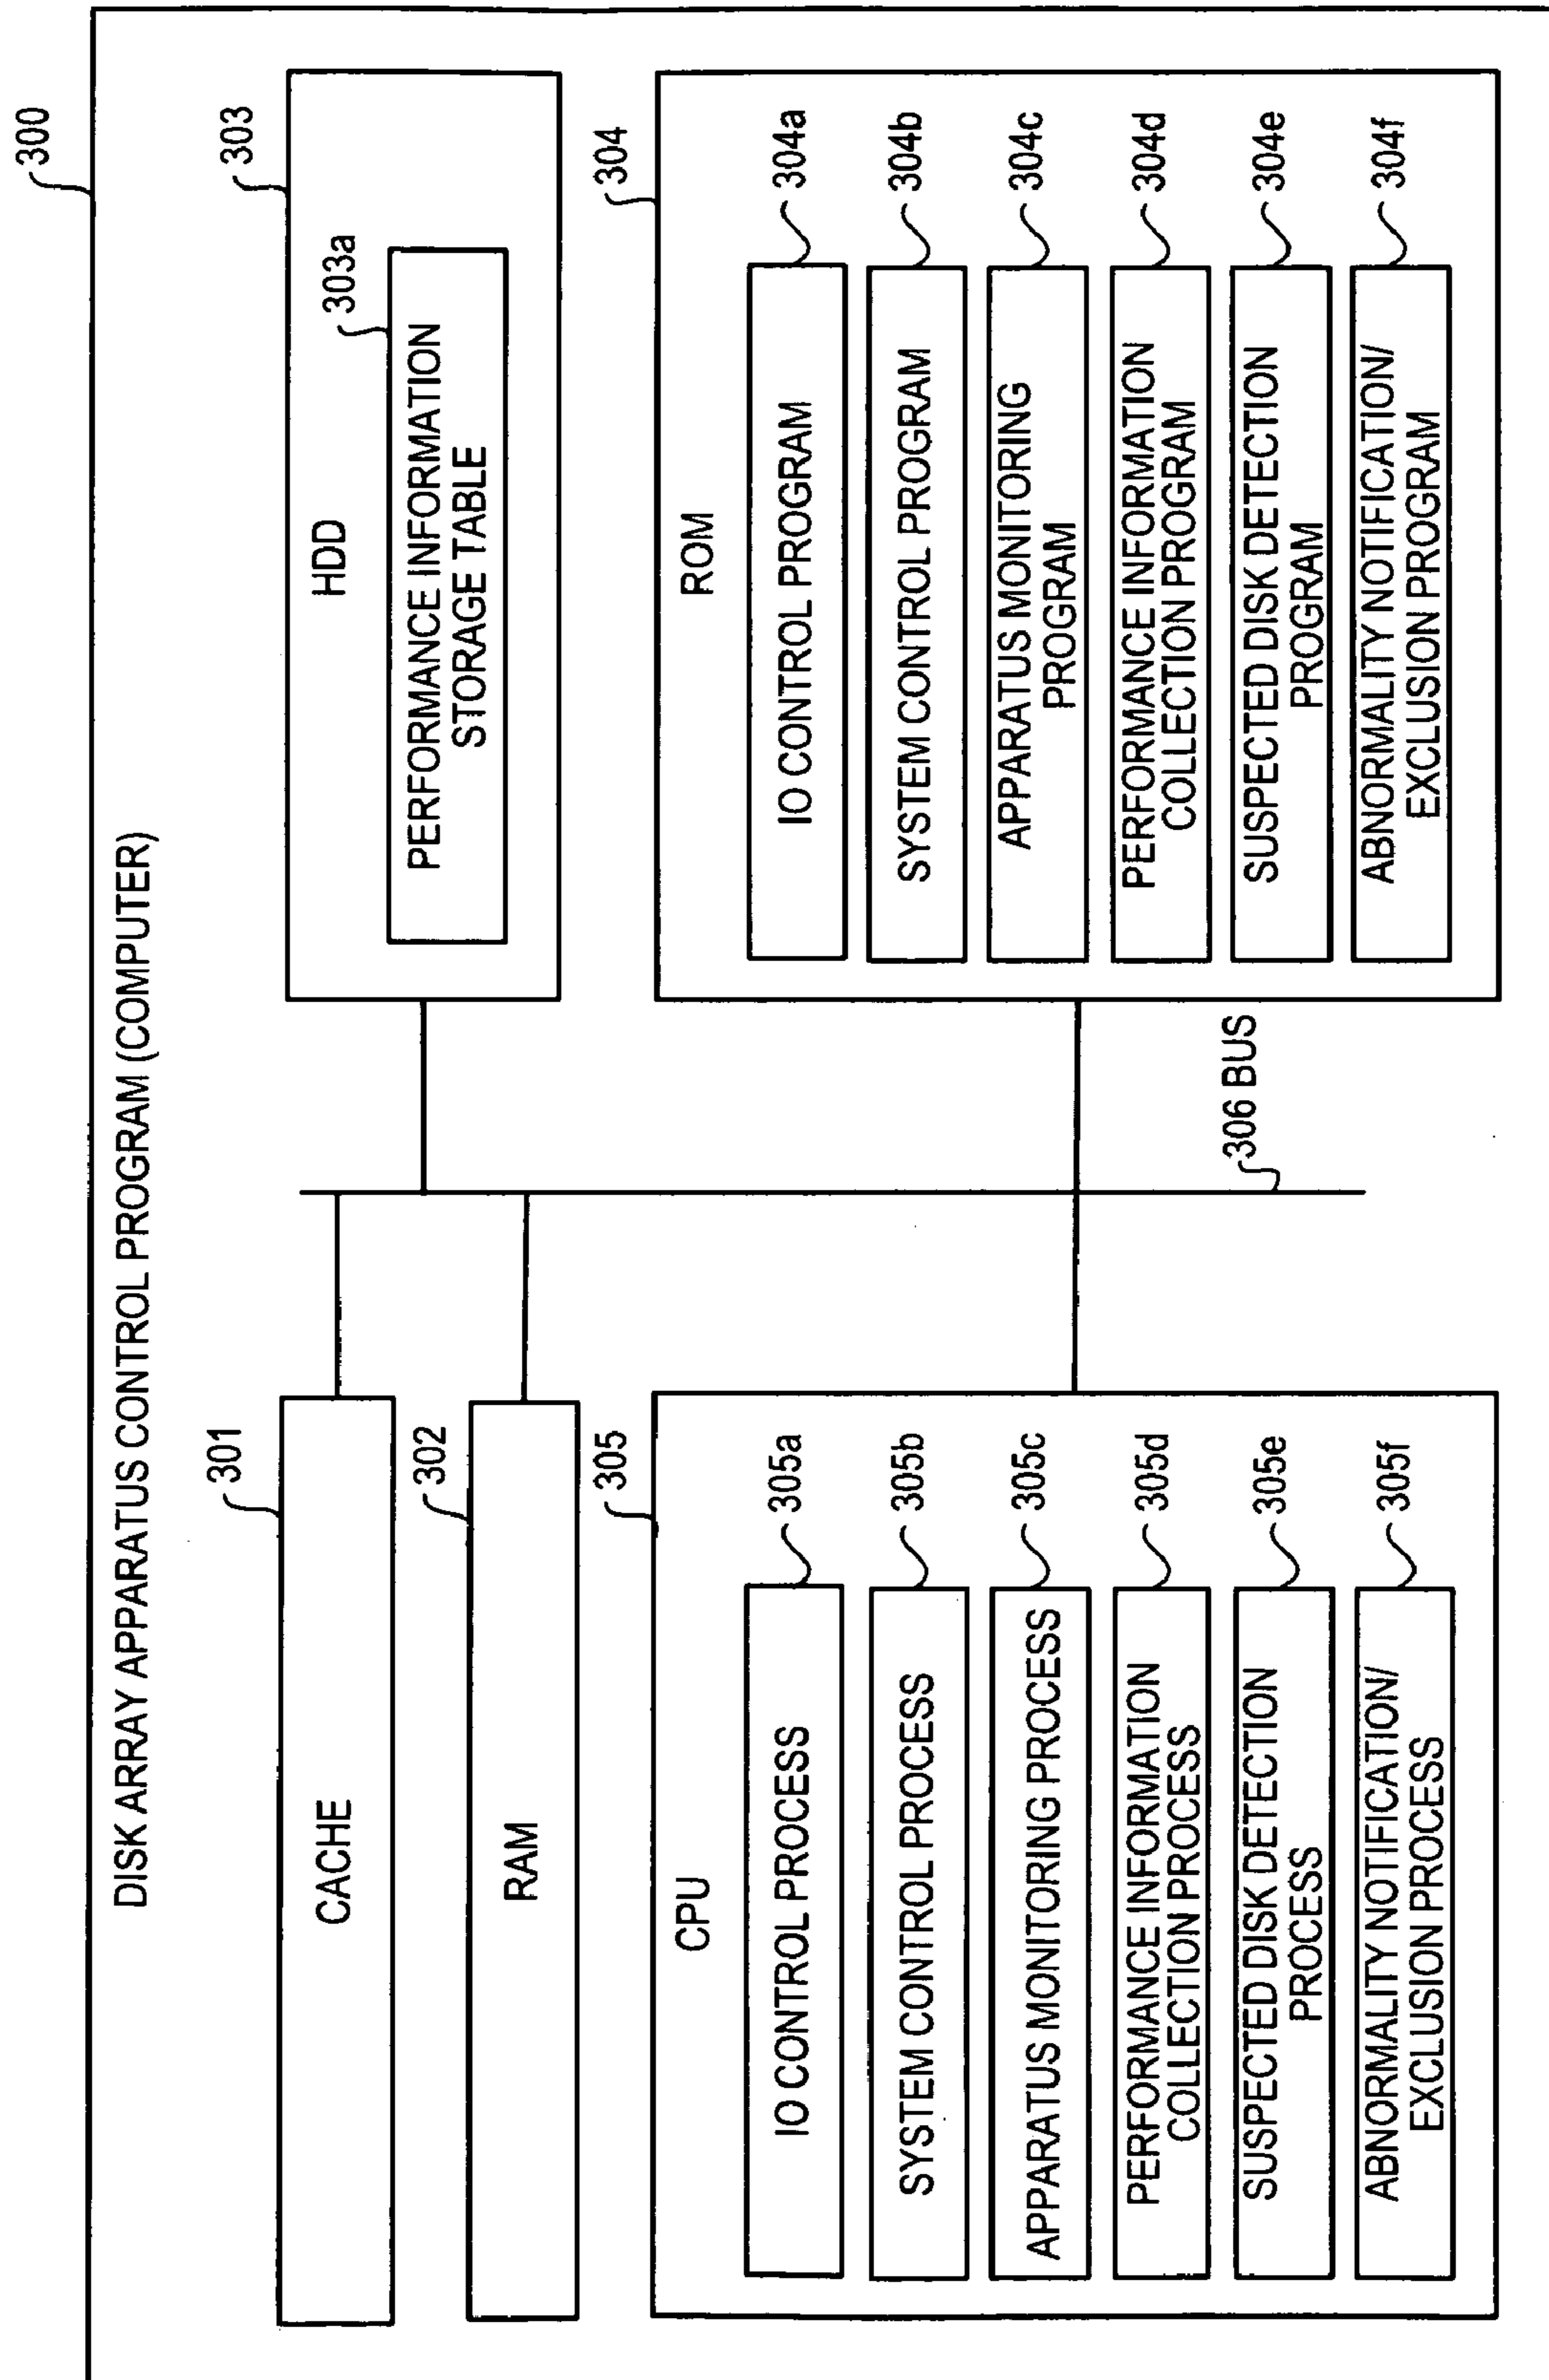 300
DISK ARRAY APPARATUS CONTROL PROGRAM (COMPUTER)
301
CACHE
302
RAM
305
CPU
IO CONTROL PROCESS
305a
SYSTEM CONTROL PROCESS
305b
APPARATUS MONITORING PROCESS
305c
PERFORMANCE INFORMATION
COLLECTION PROCESS
305d
SUSPECTED DISK DETECTION
PROCESS
305e
ABNORMALITY NOTIFICATION/
EXCLUSION PROCESS
305f
306 BUS
303
HDD
303a
PERFORMANCE INFORMATION
STORAGE TABLE
304
ROM
IO CONTROL PROGRAM
304a
SYSTEM CONTROL PROGRAM
304b
APPARATUS MONITORING
PROGRAM
304c
PERFORMANCE INFORMATION
COLLECTION PROGRAM
304d
SUSPECTED DISK DETECTION
PROGRAM
304e
ABNORMALITY NOTIFICATION/
EXCLUSION PROGRAM
304f